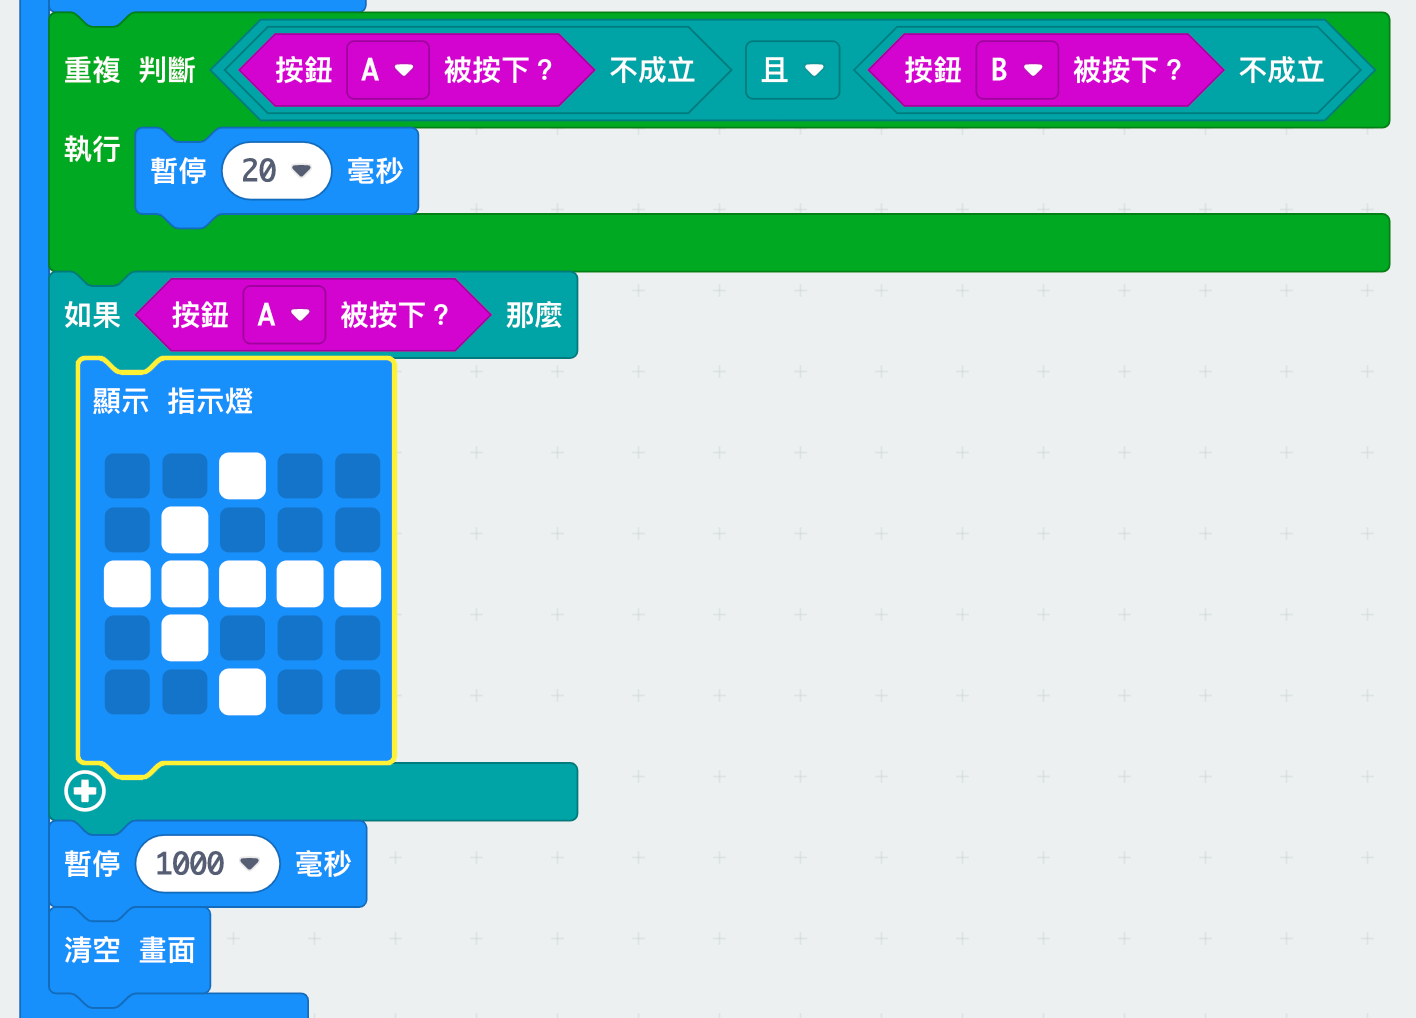 重複 判斷 按鈕 A 被按下？ 不成立 且 按鈕 B 被按下？ 不成立
執行 暫停 20 毫秒
如果 按鈕 A 被按下？ 那麼
顯示 指示燈
暫停 1000 毫秒
清空 畫面